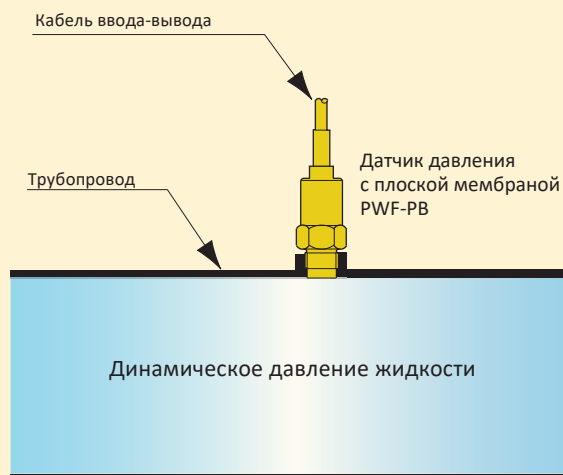 Кабель ввода-вывода
Датчик давления
с плоской мембраной
PWF-PB
Трубопровод
Динамическое давление жидкости